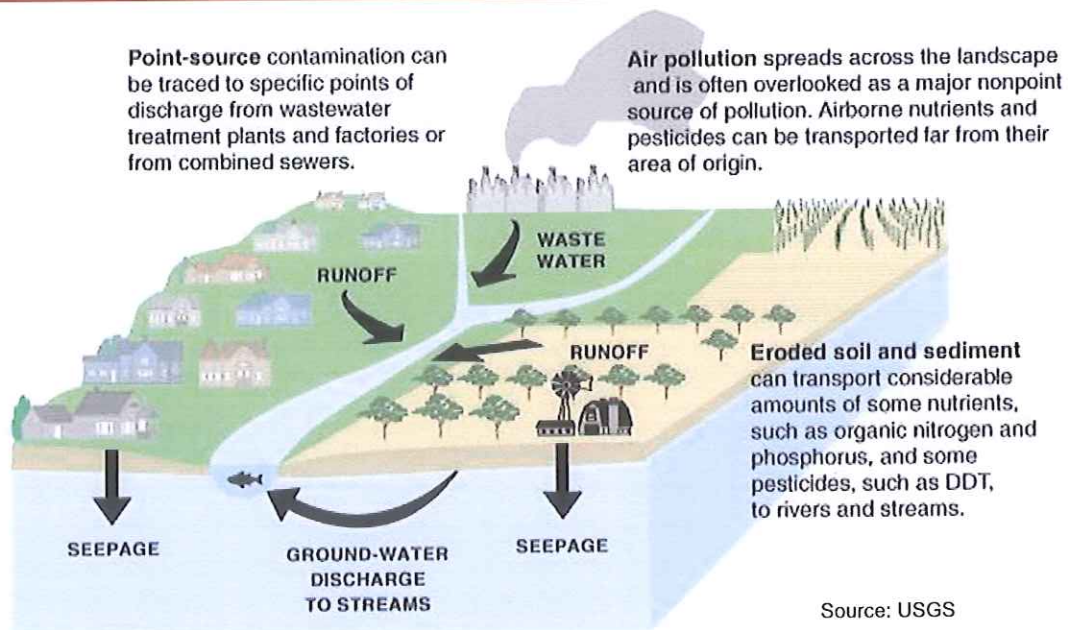 Point-source contamination can
be traced to specific points of
discharge from wastewater
treatment plants and factories or
from combined sewers.
Air pollution spreads across the landscape
and is often overlooked as a major nonpoint
source of pollution. Airborne nutrients and
pesticides can be transported far from their
area of origin.
WASTE
WATER
RUNOFF
RUNOFF
Eroded soil and sediment
can transport considerable
amounts of some nutrients,
such as organic nitrogen and
phosphorus, and some
pesticides, such as DDT,
to rivers and streams.
SEEPAGE
GROUND-WATER
DISCHARGE
TO STREAMS
SEEPAGE
Source: USGS